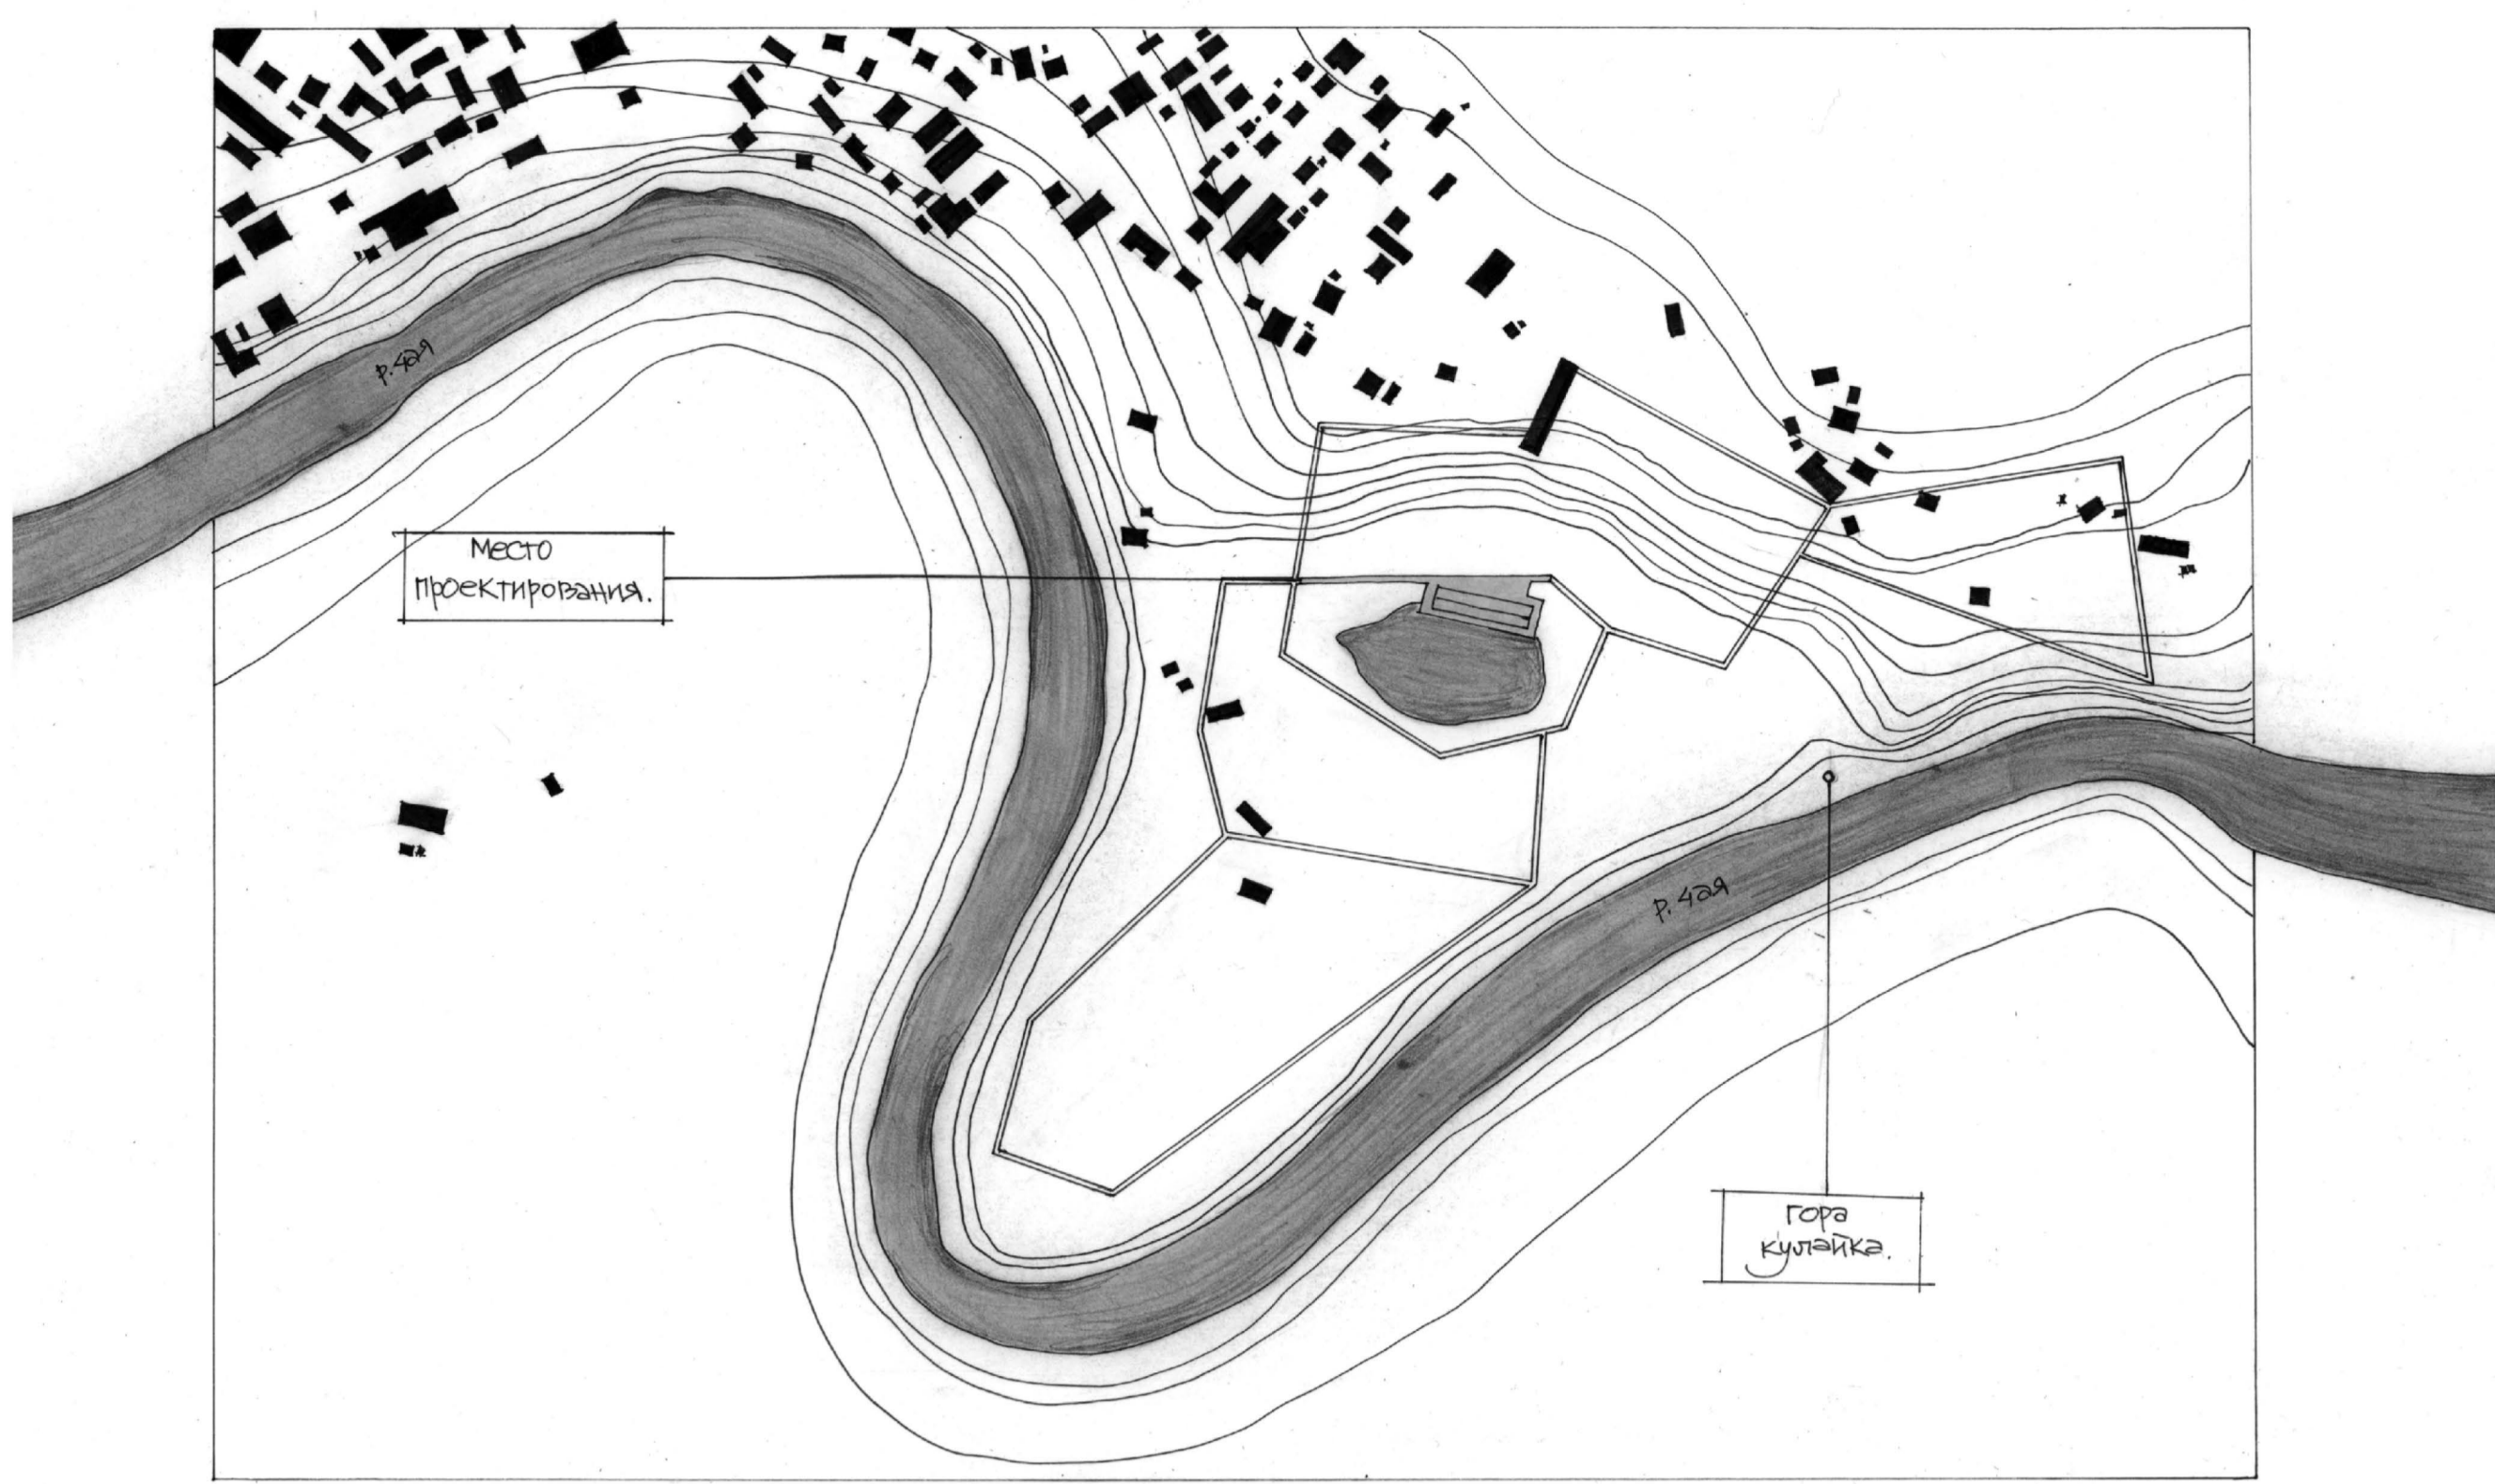 р. чая
Место
проектирования.
р. чая
гора
кулайка.